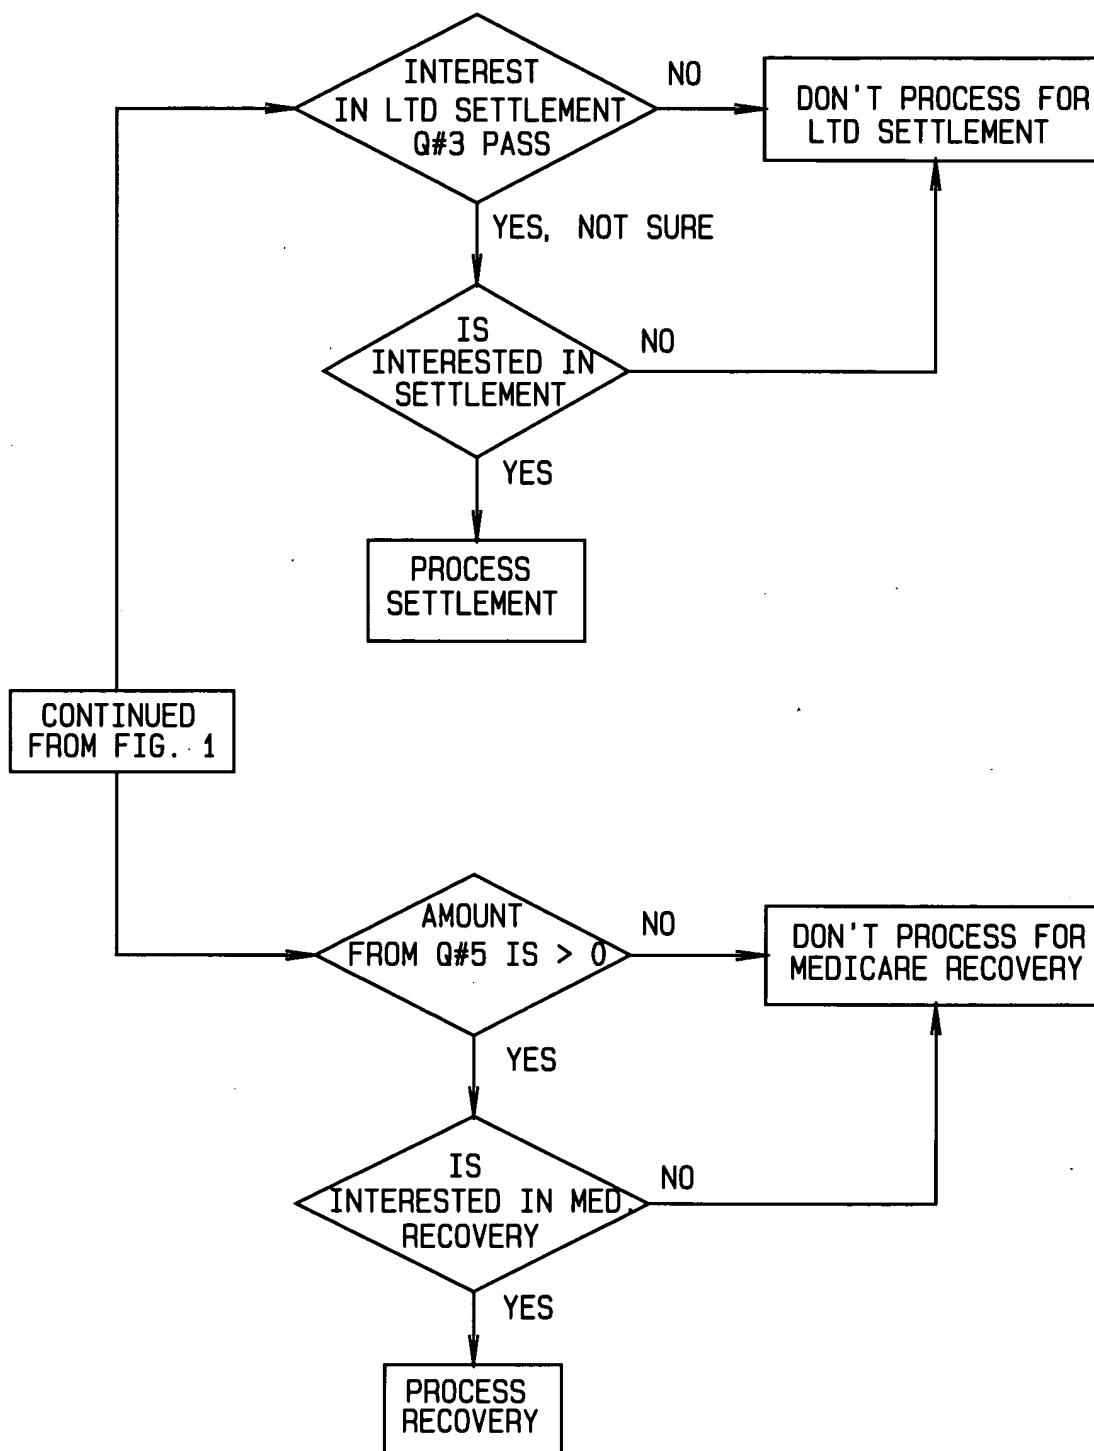 INTEREST
IN LTD SETTLEMENT
Q#3 PASS
NO
DON'T PROCESS FOR
LTD SETTLEMENT
YES, NOT SURE
IS
INTERESTED IN
SETTLEMENT
NO
YES
PROCESS
SETTLEMENT
CONTINUED
FROM FIG. 1
AMOUNT
FROM Q#5 IS > 0
NO
DON'T PROCESS FOR
MEDICARE RECOVERY
YES
IS
INTERESTED IN MED.
RECOVERY
NO
YES
PROCESS
RECOVERY